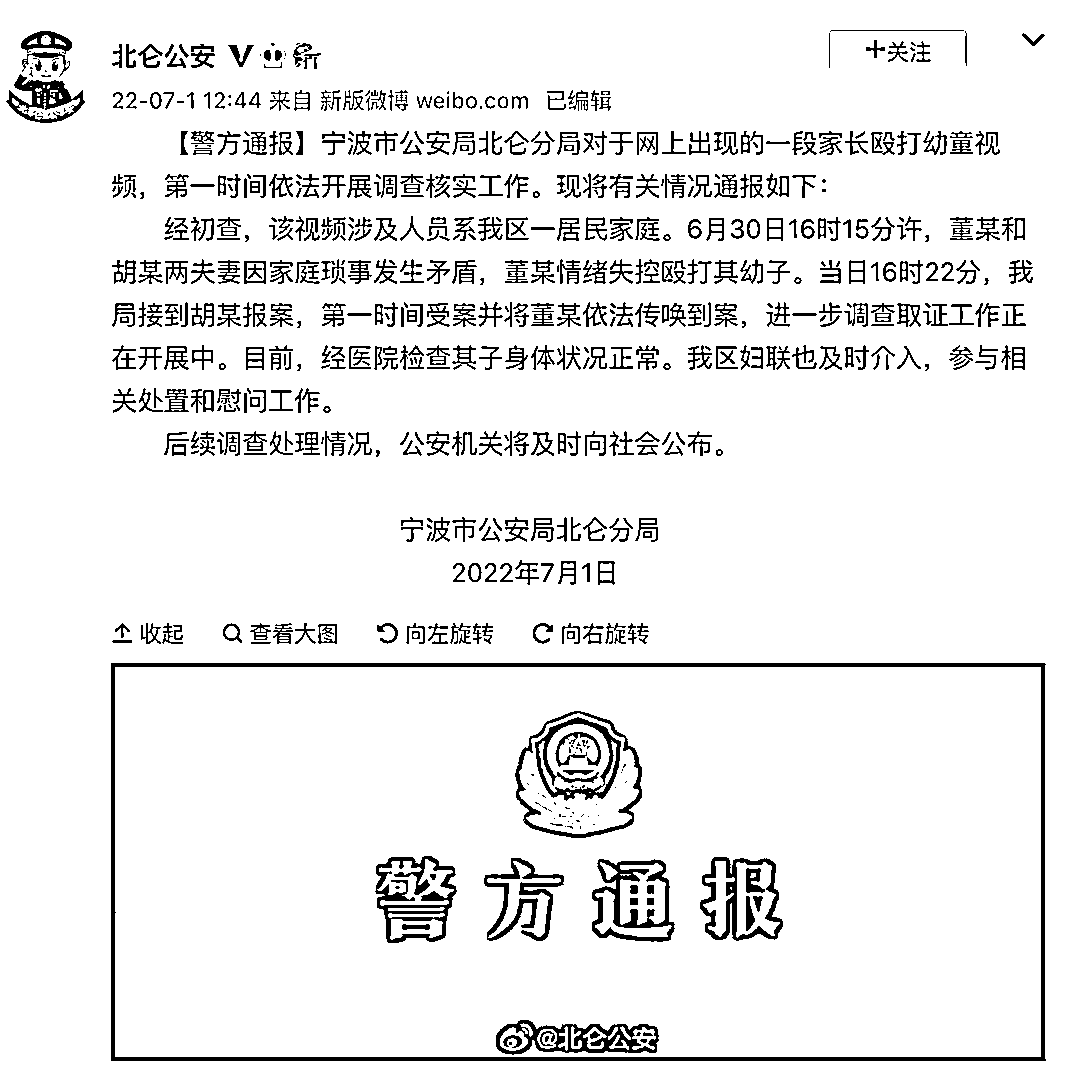 北仑公安
+关注
22-07-1 12:44 来自 新版微博 weibo.com 已编辑
【警方通报】宁波市公安局北仑分局对于网上出现的一段家长殴打幼童视
频，第一时间依法开展调查核实工作。现将有关情况通报如下：
经初查，该视频涉及人员系我区一居民家庭。6月30日16时15分许，董某和
胡某两夫妻因家庭琐事发生矛盾，董某情绪失控殴打其幼子。当日16时22分，我
局接到胡某报案，第一时间受案并将董某依法传唤到案，进一步调查取证工作正
在开展中。目前，经医院检查其子身体状况正常。我区妇联也及时介入，参与相
关处置和慰问工作。
后续调查处理情况，公安机关将及时向社会公布。
宁波市公安局北仑分局
2022年7月1日
收起 查看大图 向左旋转 向右旋转
警方通报
@北仑公安